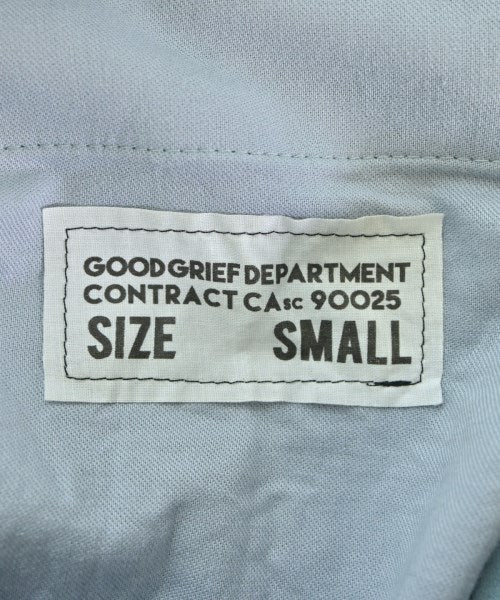 GOOD GRIEF DEPARTMENT
CONTRACT CAsc 90025
SIZE SMALL